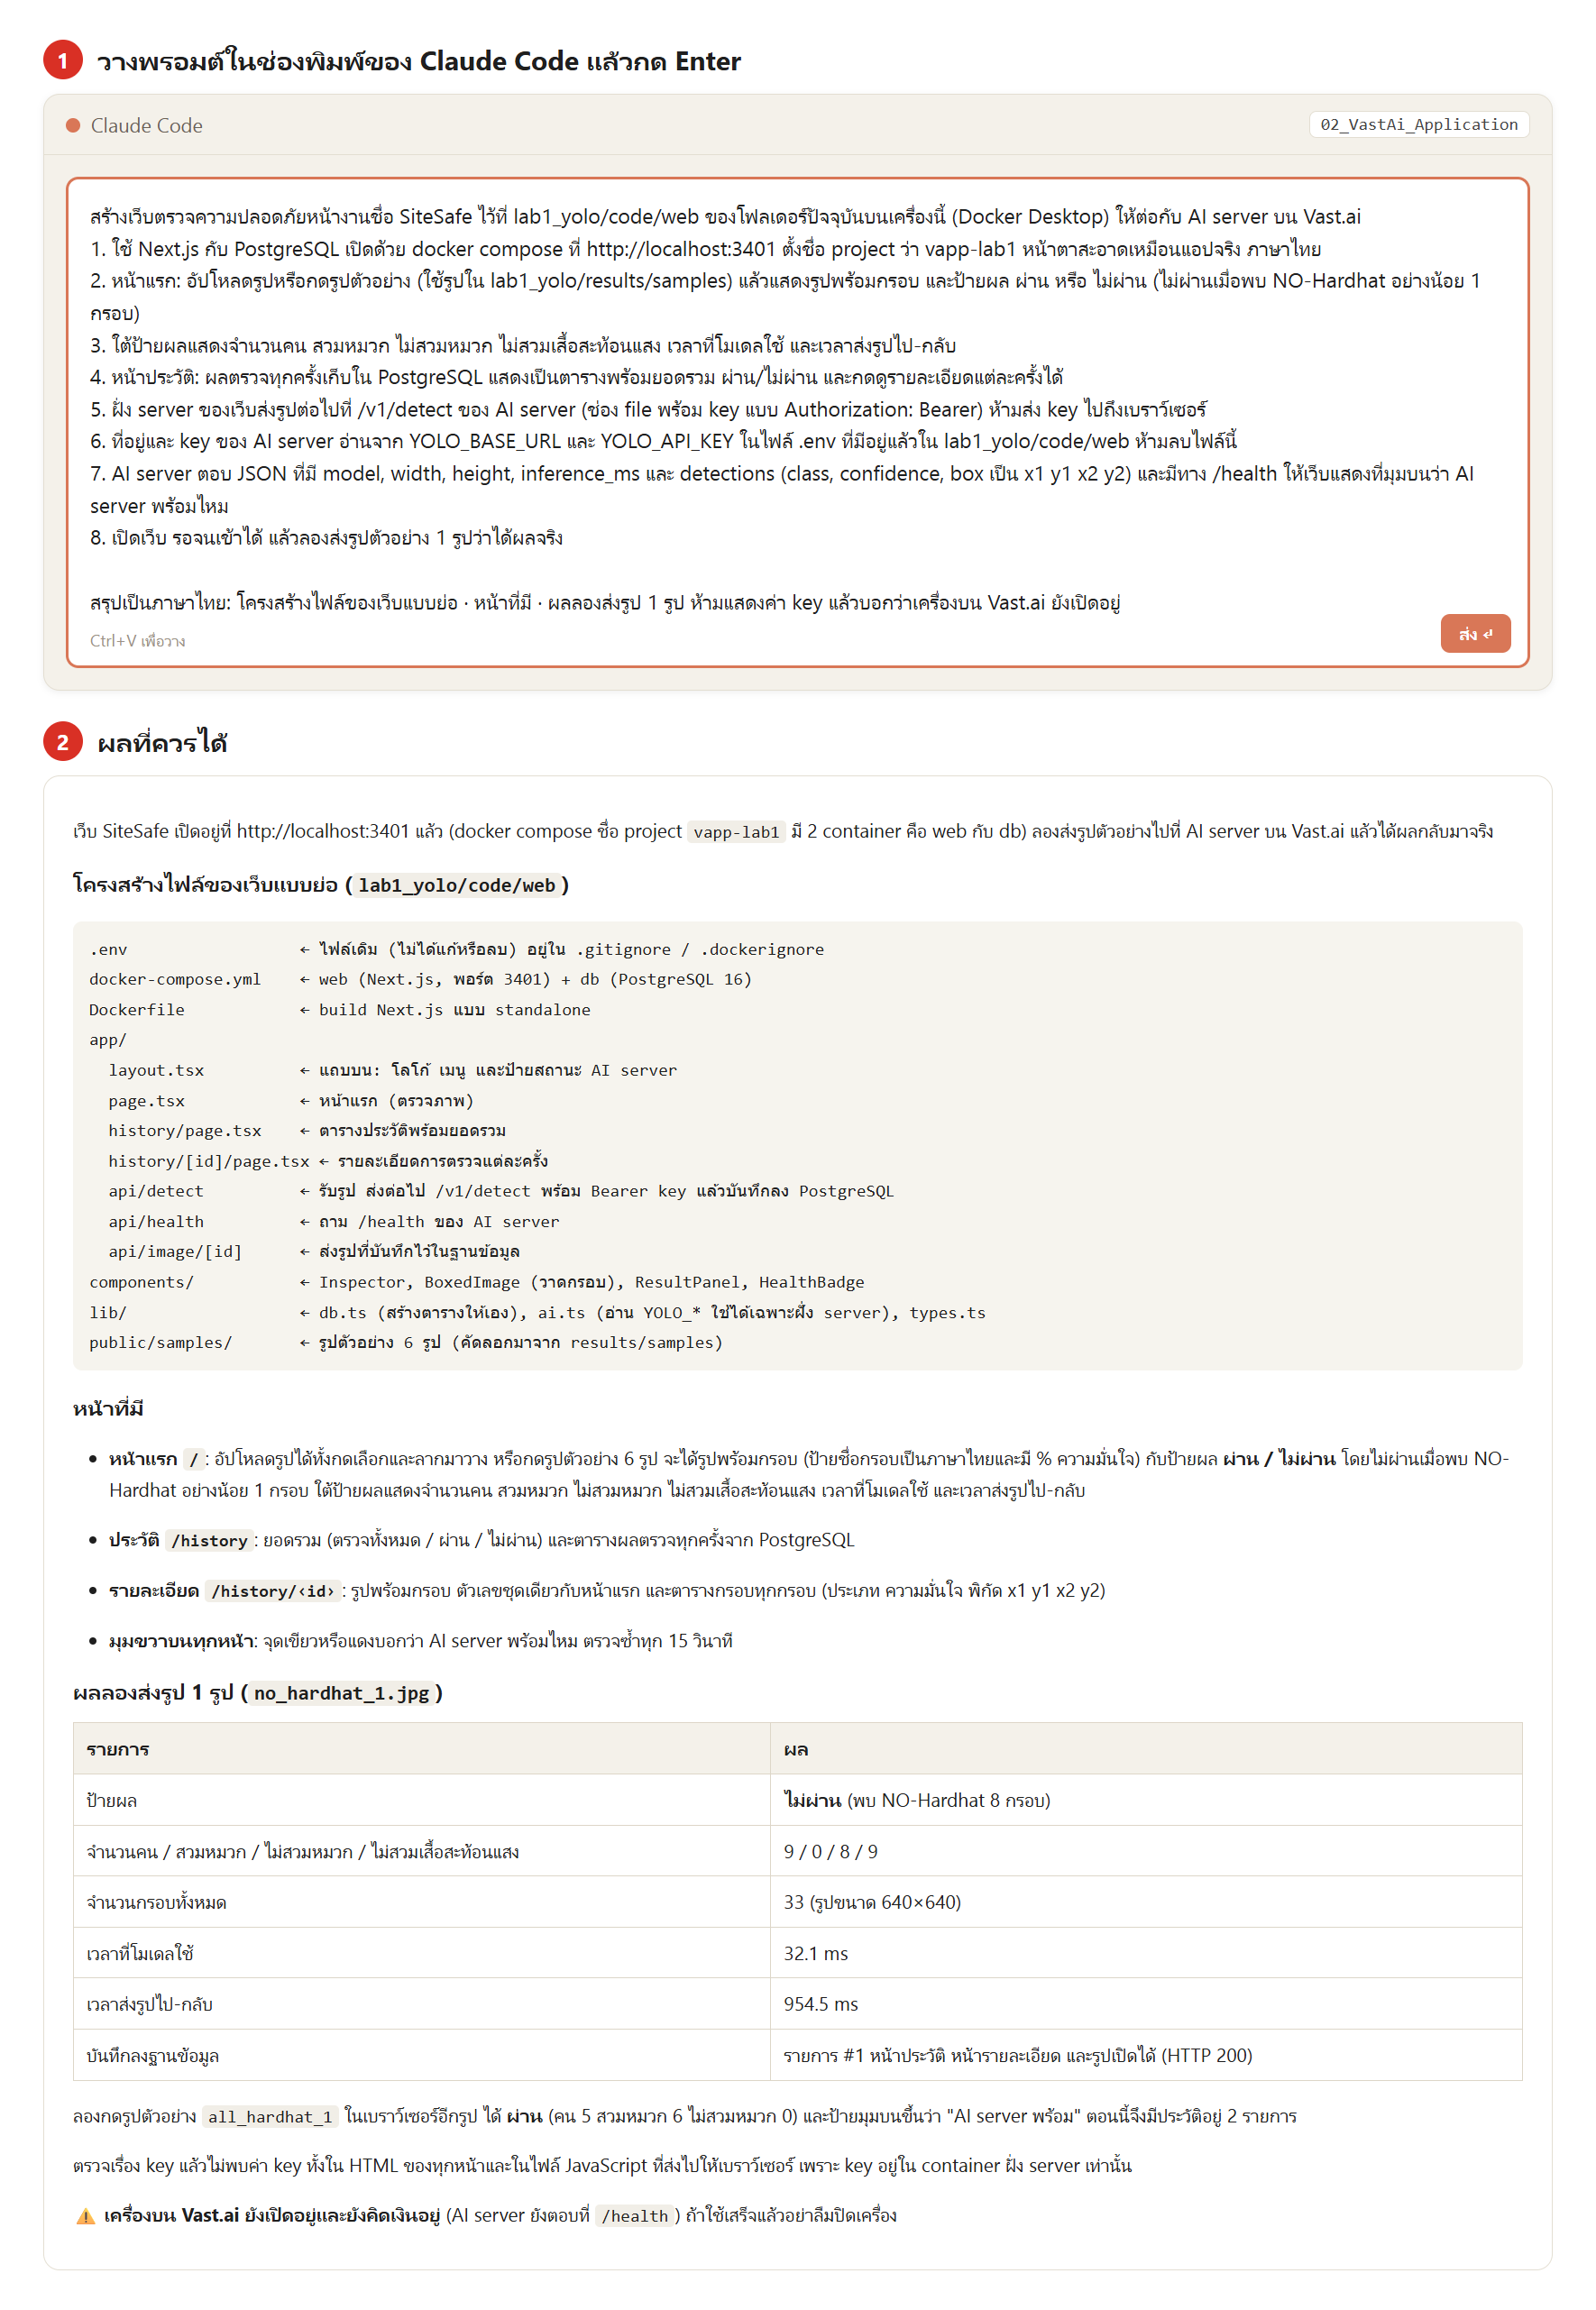 1 วางพรอมต์ในช่องพิมพ์ของ Claude Code แล้วกด Enter
Claude Code
02_VastAi_Application
สร้างเว็บตรวจความปลอดภัยหน้างานชื่อ SiteSafe ไว้ที่ lab1_yolo/code/web ของโฟลเดอร์ปัจจุบันบนเครื่องนี้ (Docker Desktop) ให้ต่อกับ AI server บน Vast.ai
1. ใช้ Next.js กับ PostgreSQL เปิดด้วย docker compose ที่ http://localhost:3401 ตั้งชื่อ project ว่า vapp-lab1 หน้าตาสะอาดเหมือนแอปจริง ภาษาไทย
2. หน้าแรก: อัปโหลดรูปหรือกดรูปตัวอย่าง (ใช้รูปใน lab1_yolo/results/samples) แล้วแสดงรูปพร้อมกรอบ และป้ายผล ผ่าน หรือ ไม่ผ่าน (ไม่ผ่านเมื่อพบ NO-Hardhat อย่างน้อย 1
กรอบ)
3. ใต้ป้ายผลแสดงจำนวนคน สวมหมวก ไม่สวมหมวก ไม่สวมเสื้อสะท้อนแสง เวลาที่โมเดลใช้ และเวลาส่งรูปไป-กลับ
4. หน้าประวัติ: ผลตรวจทุกครั้งเก็บใน PostgreSQL แสดงเป็นตารางพร้อมยอดรวม ผ่าน/ไม่ผ่าน และกดดูรายละเอียดแต่ละครั้งได้
5. ฝั่ง server ของเว็บส่งรูปต่อไปที่ /v1/detect ของ AI server (ช่อง file พร้อม key แบบ Authorization: Bearer) ห้ามส่ง key ไปถึงเบราว์เซอร์
6. ที่อยู่และ key ของ AI server อ่านจาก YOLO_BASE_URL และ YOLO_API_KEY ในไฟล์ .env ที่มีอยู่แล้วใน lab1_yolo/code/web ห้ามลบไฟล์นี้
7. AI server ตอบ JSON ที่มี model, width, height, inference_ms และ detections (class, confidence, box เป็น x1 y1 x2 y2) และมีทาง /health ให้เว็บแสดงที่มุมบนว่า AI
server พร้อมไหม
8. เปิดเว็บ รอจนเข้าได้ แล้วลองส่งรูปตัวอย่าง 1 รูปว่าได้ผลจริง
สรุปเป็นภาษาไทย: โครงสร้างไฟล์ของเว็บแบบย่อ · หน้าที่มี · ผลลองส่งรูป 1 รูป ห้ามแสดงค่า key แล้วบอกว่าเครื่องบน Vast.ai ยังเปิดอยู่
Ctrl+V เพื่อวาง
ส่ง ↵
2 ผลที่ควรได้
เว็บ SiteSafe เปิดอยู่ที่ http://localhost:3401 แล้ว (docker compose ชื่อ project vapp-lab1 มี 2 container คือ web กับ db) ลองส่งรูปตัวอย่างไปที่ AI server บน Vast.ai แล้วได้ผลกลับมาจริง
โครงสร้างไฟล์ของเว็บแบบย่อ (lab1_yolo/code/web)
.env ← ไฟล์เดิม (ไม่ได้แก้หรือลบ) อยู่ใน .gitignore / .dockerignore
docker-compose.yml ← web (Next.js, พอร์ต 3401) + db (PostgreSQL 16)
Dockerfile ← build Next.js แบบ standalone
app/
layout.tsx ← แถบบน: โลโก้ เมนู และป้ายสถานะ AI server
page.tsx ← หน้าแรก (ตรวจภาพ)
history/page.tsx ← ตารางประวัติพร้อมยอดรวม
history/[id]/page.tsx ← รายละเอียดการตรวจแต่ละครั้ง
api/detect ← รับรูป ส่งต่อไป /v1/detect พร้อม Bearer key แล้วบันทึกลง PostgreSQL
api/health ← ถาม /health ของ AI server
api/image/[id] ← ส่งรูปที่บันทึกไว้ในฐานข้อมูล
components/ ← Inspector, BoxedImage (วาดกรอบ), ResultPanel, HealthBadge
lib/ ← db.ts (สร้างตารางให้เอง), ai.ts (อ่าน YOLO_* ใช้ได้เฉพาะฝั่ง server), types.ts
public/samples/ ← รูปตัวอย่าง 6 รูป (คัดลอกมาจาก results/samples)
หน้าที่มี
• หน้าแรก /: อัปโหลดรูปได้ทั้งกดเลือกและลากมาวาง หรือกดรูปตัวอย่าง 6 รูป จะได้รูปพร้อมกรอบ (ป้ายชื่อกรอบเป็นภาษาไทยและมี % ความมั่นใจ) กับป้ายผล ผ่าน / ไม่ผ่าน โดยไม่ผ่านเมื่อพบ NO-
Hardhat อย่างน้อย 1 กรอบ ใต้ป้ายผลแสดงจำนวนคน สวมหมวก ไม่สวมหมวก ไม่สวมเสื้อสะท้อนแสง เวลาที่โมเดลใช้ และเวลาส่งรูปไป-กลับ
• ประวัติ /history: ยอดรวม (ตรวจทั้งหมด / ผ่าน / ไม่ผ่าน) และตารางผลตรวจทุกครั้งจาก PostgreSQL
• รายละเอียด /history/‹id›: รูปพร้อมกรอบ ตัวเลขชุดเดียวกับหน้าแรก และตารางกรอบทุกกรอบ (ประเภท ความมั่นใจ พิกัด x1 y1 x2 y2)
• มุมขวาบนทุกหน้า: จุดเขียวหรือแดงบอกว่า AI server พร้อมไหม ตรวจซ้ำทุก 15 วินาที
ผลลองส่งรูป 1 รูป (no_hardhat_1.jpg)
รายการ ผล
ป้ายผล ไม่ผ่าน (พบ NO-Hardhat 8 กรอบ)
จำนวนคน / สวมหมวก / ไม่สวมหมวก / ไม่สวมเสื้อสะท้อนแสง 9 / 0 / 8 / 9
จำนวนกรอบทั้งหมด 33 (รูปขนาด 640×640)
เวลาที่โมเดลใช้ 32.1 ms
เวลาส่งรูปไป-กลับ 954.5 ms
บันทึกลงฐานข้อมูล รายการ #1 หน้าประวัติ หน้ารายละเอียด และรูปเปิดได้ (HTTP 200)
ลองกดรูปตัวอย่าง all_hardhat_1 ในเบราว์เซอร์อีกรูป ได้ ผ่าน (คน 5 สวมหมวก 6 ไม่สวมหมวก 0) และป้ายมุมบนขึ้นว่า "AI server พร้อม" ตอนนี้จึงมีประวัติอยู่ 2 รายการ
ตรวจเรื่อง key แล้วไม่พบค่า key ทั้งใน HTML ของทุกหน้าและในไฟล์ JavaScript ที่ส่งไปให้เบราว์เซอร์ เพราะ key อยู่ใน container ฝั่ง server เท่านั้น
⚠️ เครื่องบน Vast.ai ยังเปิดอยู่และยังคิดเงินอยู่ (AI server ยังตอบที่ /health) ถ้าใช้เสร็จแล้วอย่าลืมปิดเครื่อง